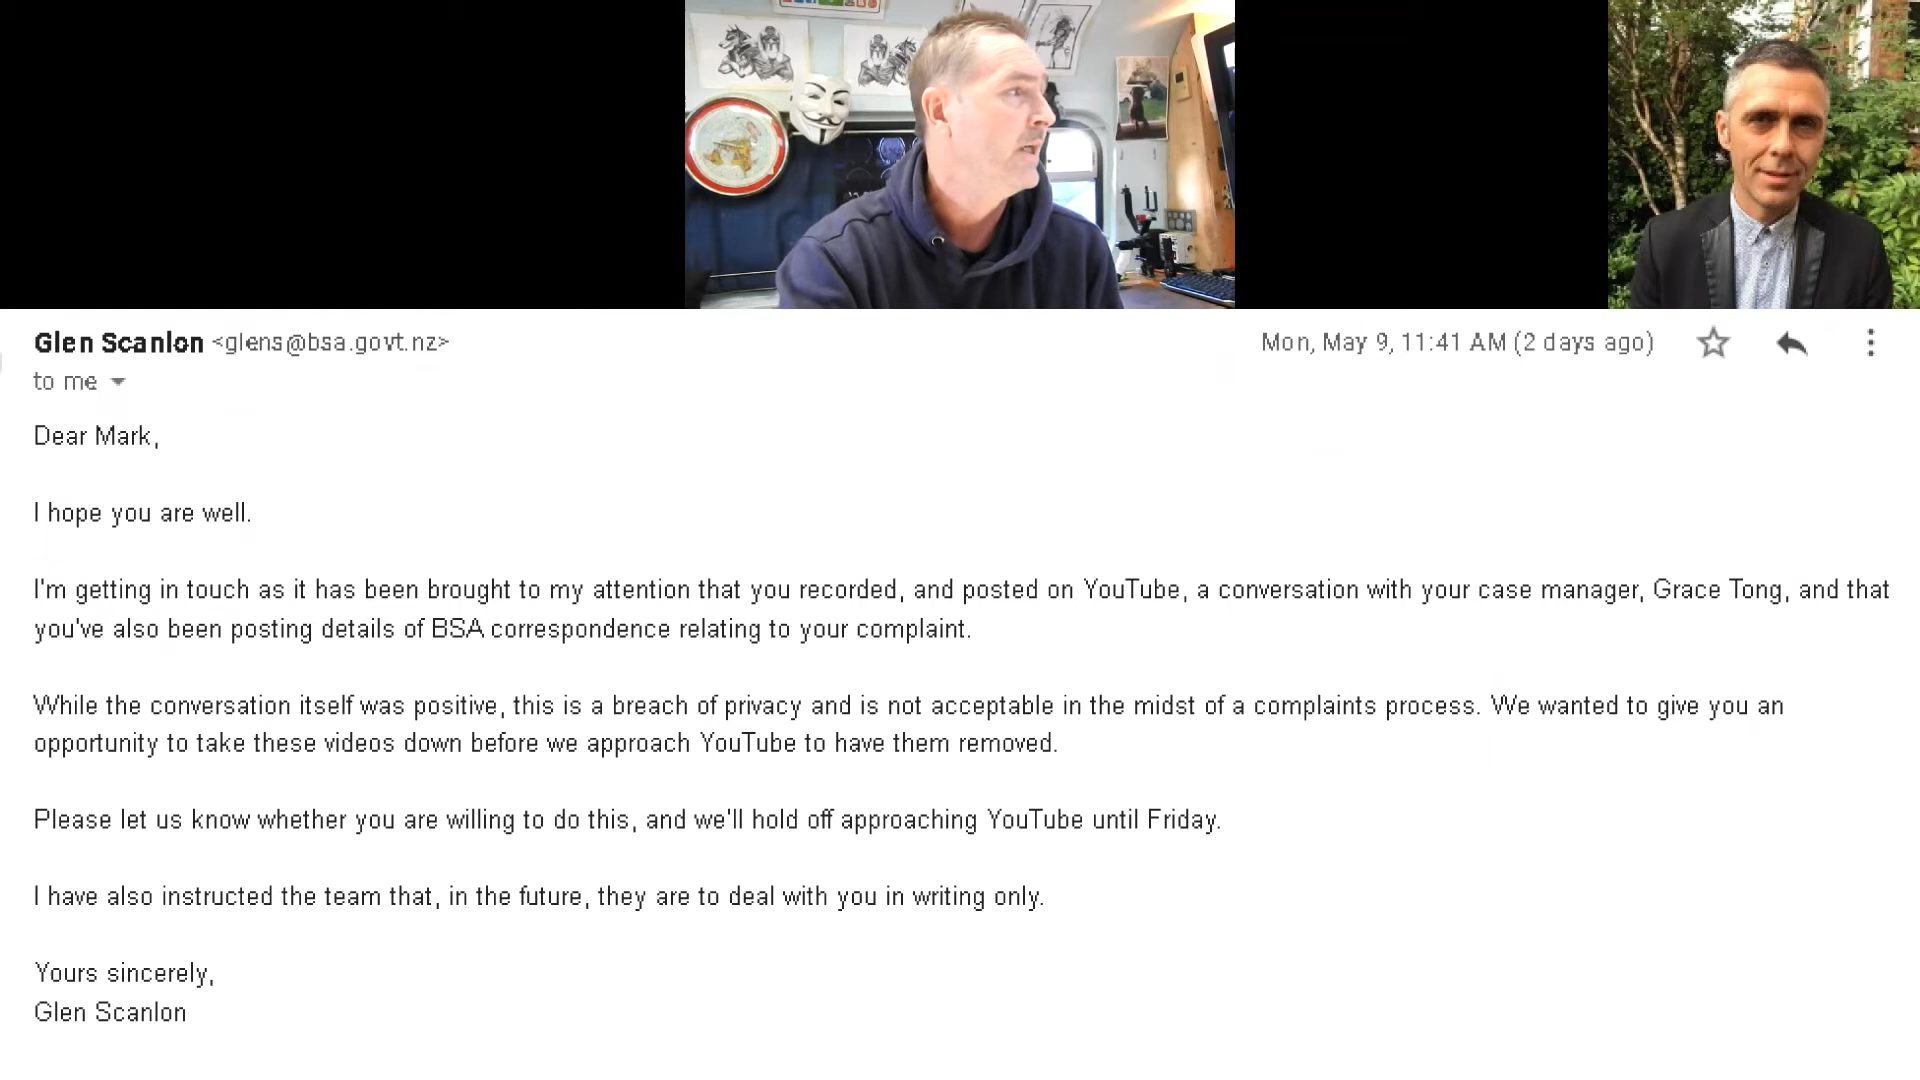 Glen Scanlon <glens@bsa.govt.nz>
Mon, May 9, 11:41 AM (2 days ago)
to me
Dear Mark,
I hope you are well.
I'm getting in touch as it has been brought to my attention that you recorded, and posted on YouTube, a conversation with your case manager, Grace Tong, and that
you've also been posting details of BSA correspondence relating to your complaint.
While the conversation itself was positive, this is a breach of privacy and is not acceptable in the midst of a complaints process. We wanted to give you an
opportunity to take these videos down before we approach YouTube to have them removed.
Please let us know whether you are willing to do this, and we'll hold off approaching YouTube until Friday.
I have also instructed the team that, in the future, they are to deal with you in writing only.
Yours sincerely,
Glen Scanlon